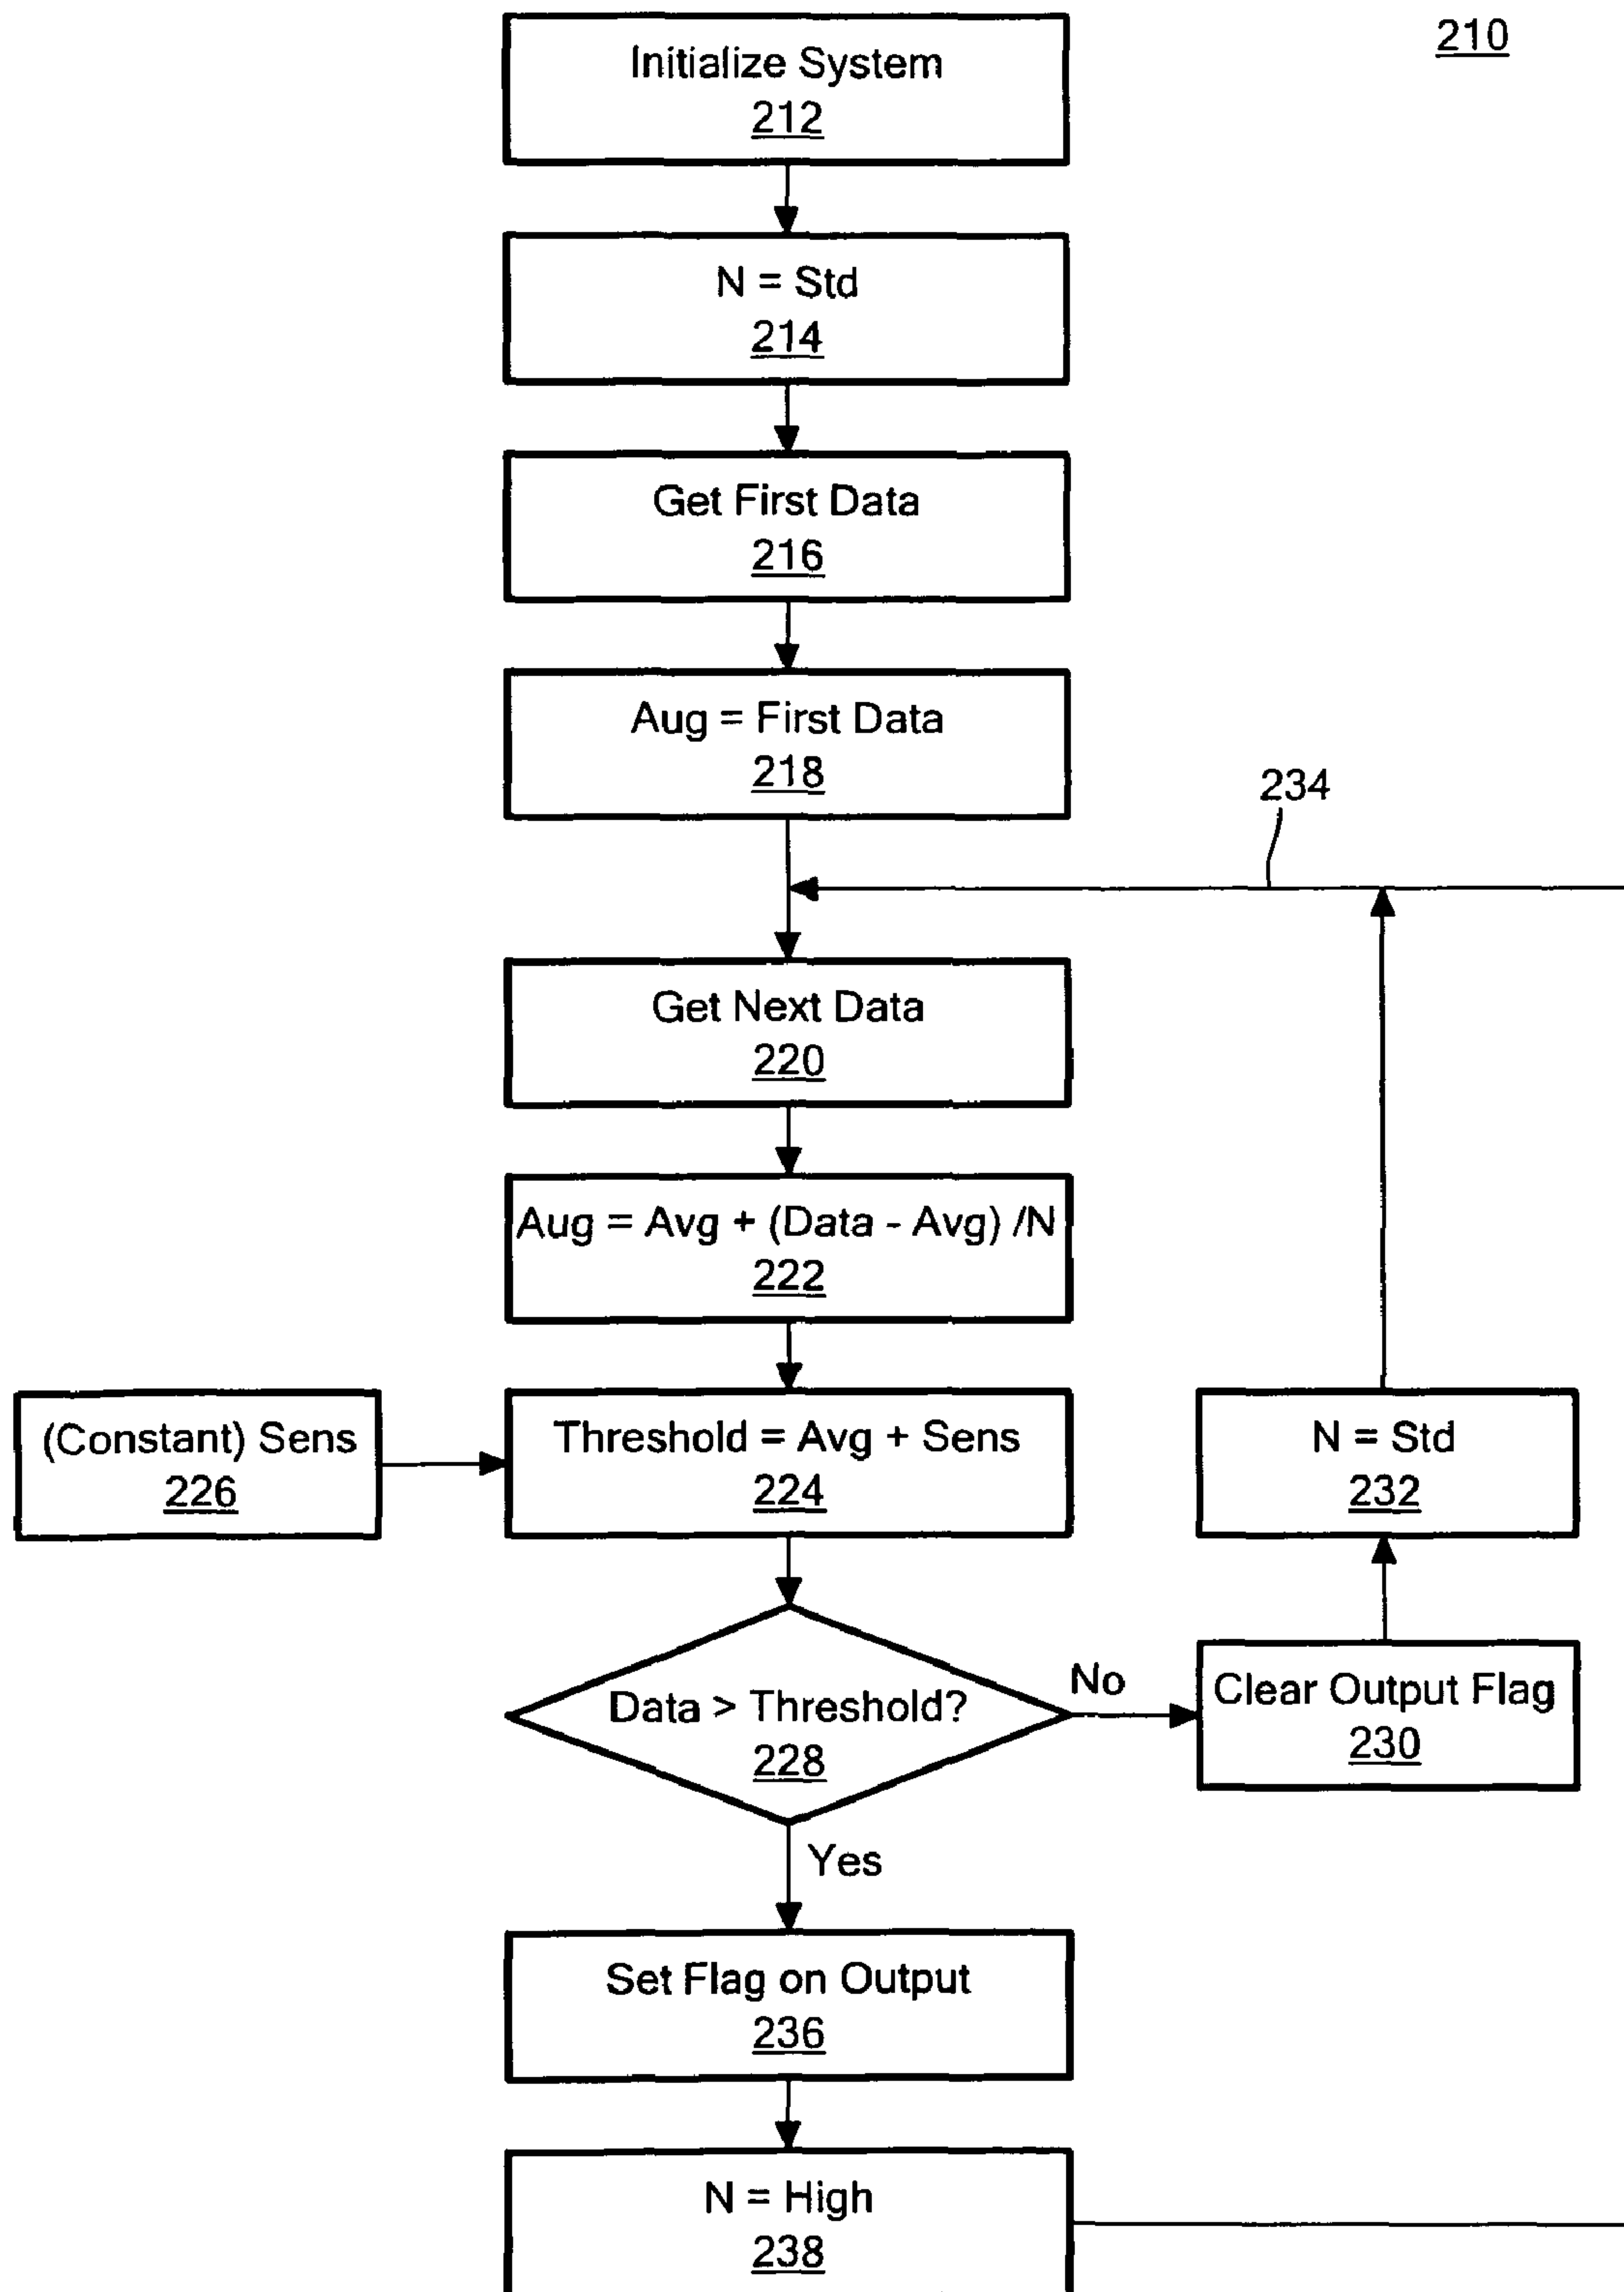 210
Initialize System
212
N = Std
214
Get First Data
216
Aug = First Data
218
234
Get Next Data
220
Aug = Avg + (Data - Avg) /N
222
(Constant) Sens
226
Threshold = Avg + Sens
224
N = Std
232
Data > Threshold?
228
No
Clear Output Flag
230
Yes
Set Flag on Output
236
N = High
238